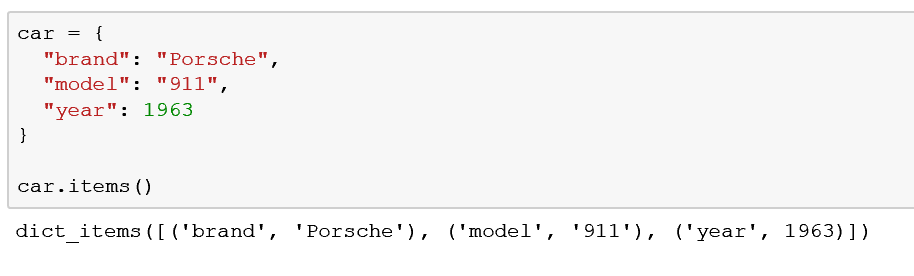 car = {
  "brand": "Porsche",
  "model": "911",
  "year": 1963
}
car.items()
dict_items([('brand', 'Porsche'), ('model', '911'), ('year', 1963)])